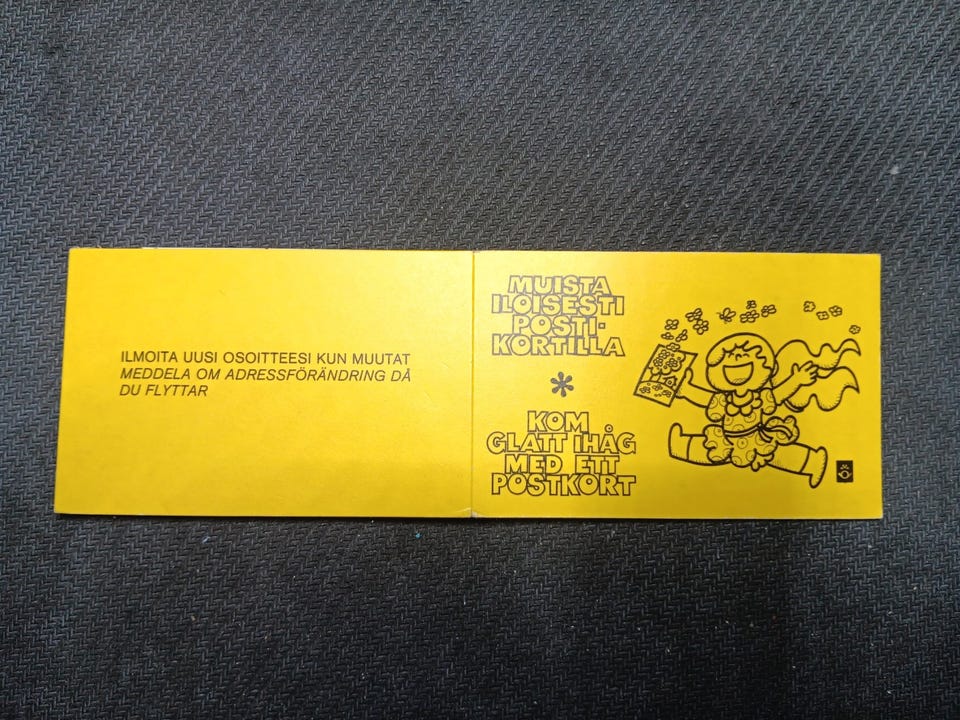 ILMOITA UUSI OSOITTEESI KUN MUUTAT
MEDDELA OM ADRESSFÖRÄNDRING DÅ
DU FLYTTAR
MUISTA
ILOISESTI
POSTI-
KORTILLA
*
KOM
GLATT IHÅG
MED ETT
POSTKORT